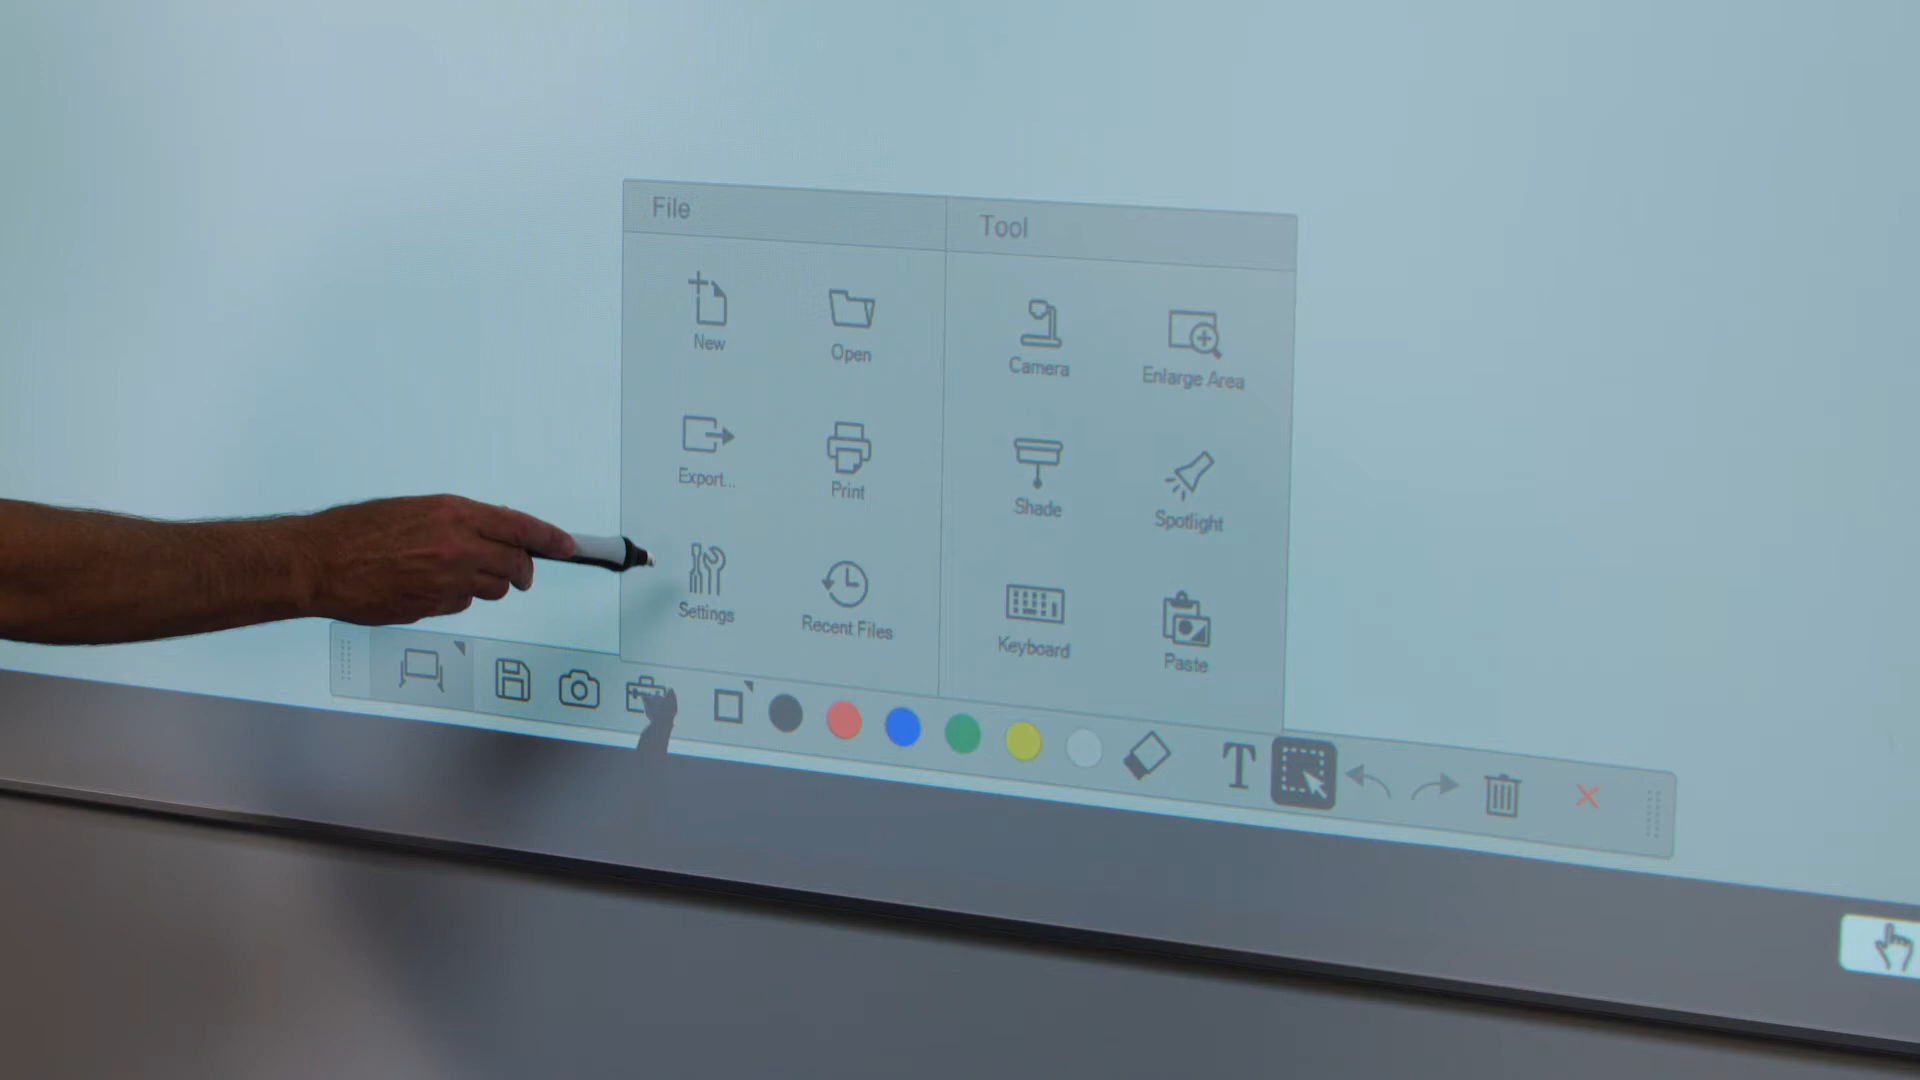 File
Tool
New
Open
Camera
Enlarge Area
Export...
Print
Shade
Spotlight
Settings
Recent Files
Keyboard
Paste
T